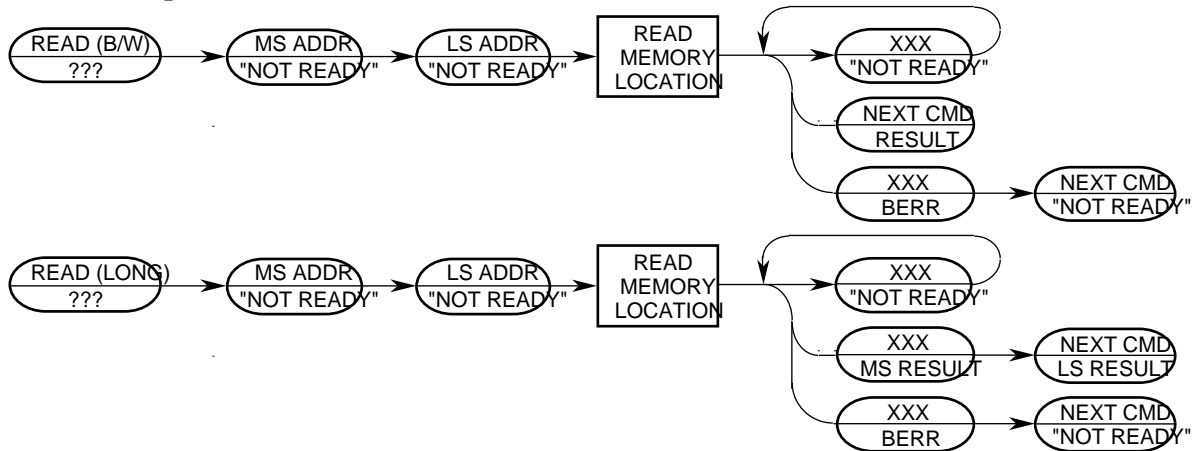 READ (B/W)
???
MS ADDR
"NOT READY"
LS ADDR
"NOT READY"
READ
MEMORY
LOCATION
XXX
"NOT READY"
NEXT CMD
RESULT
XXX
BERR
NEXT CMD
"NOT READY"
READ (LONG)
???
MS ADDR
"NOT READY"
LS ADDR
"NOT READY"
READ
MEMORY
LOCATION
XXX
"NOT READY"
XXX
MS RESULT
NEXT CMD
LS RESULT
XXX
BERR
NEXT CMD
"NOT READY"